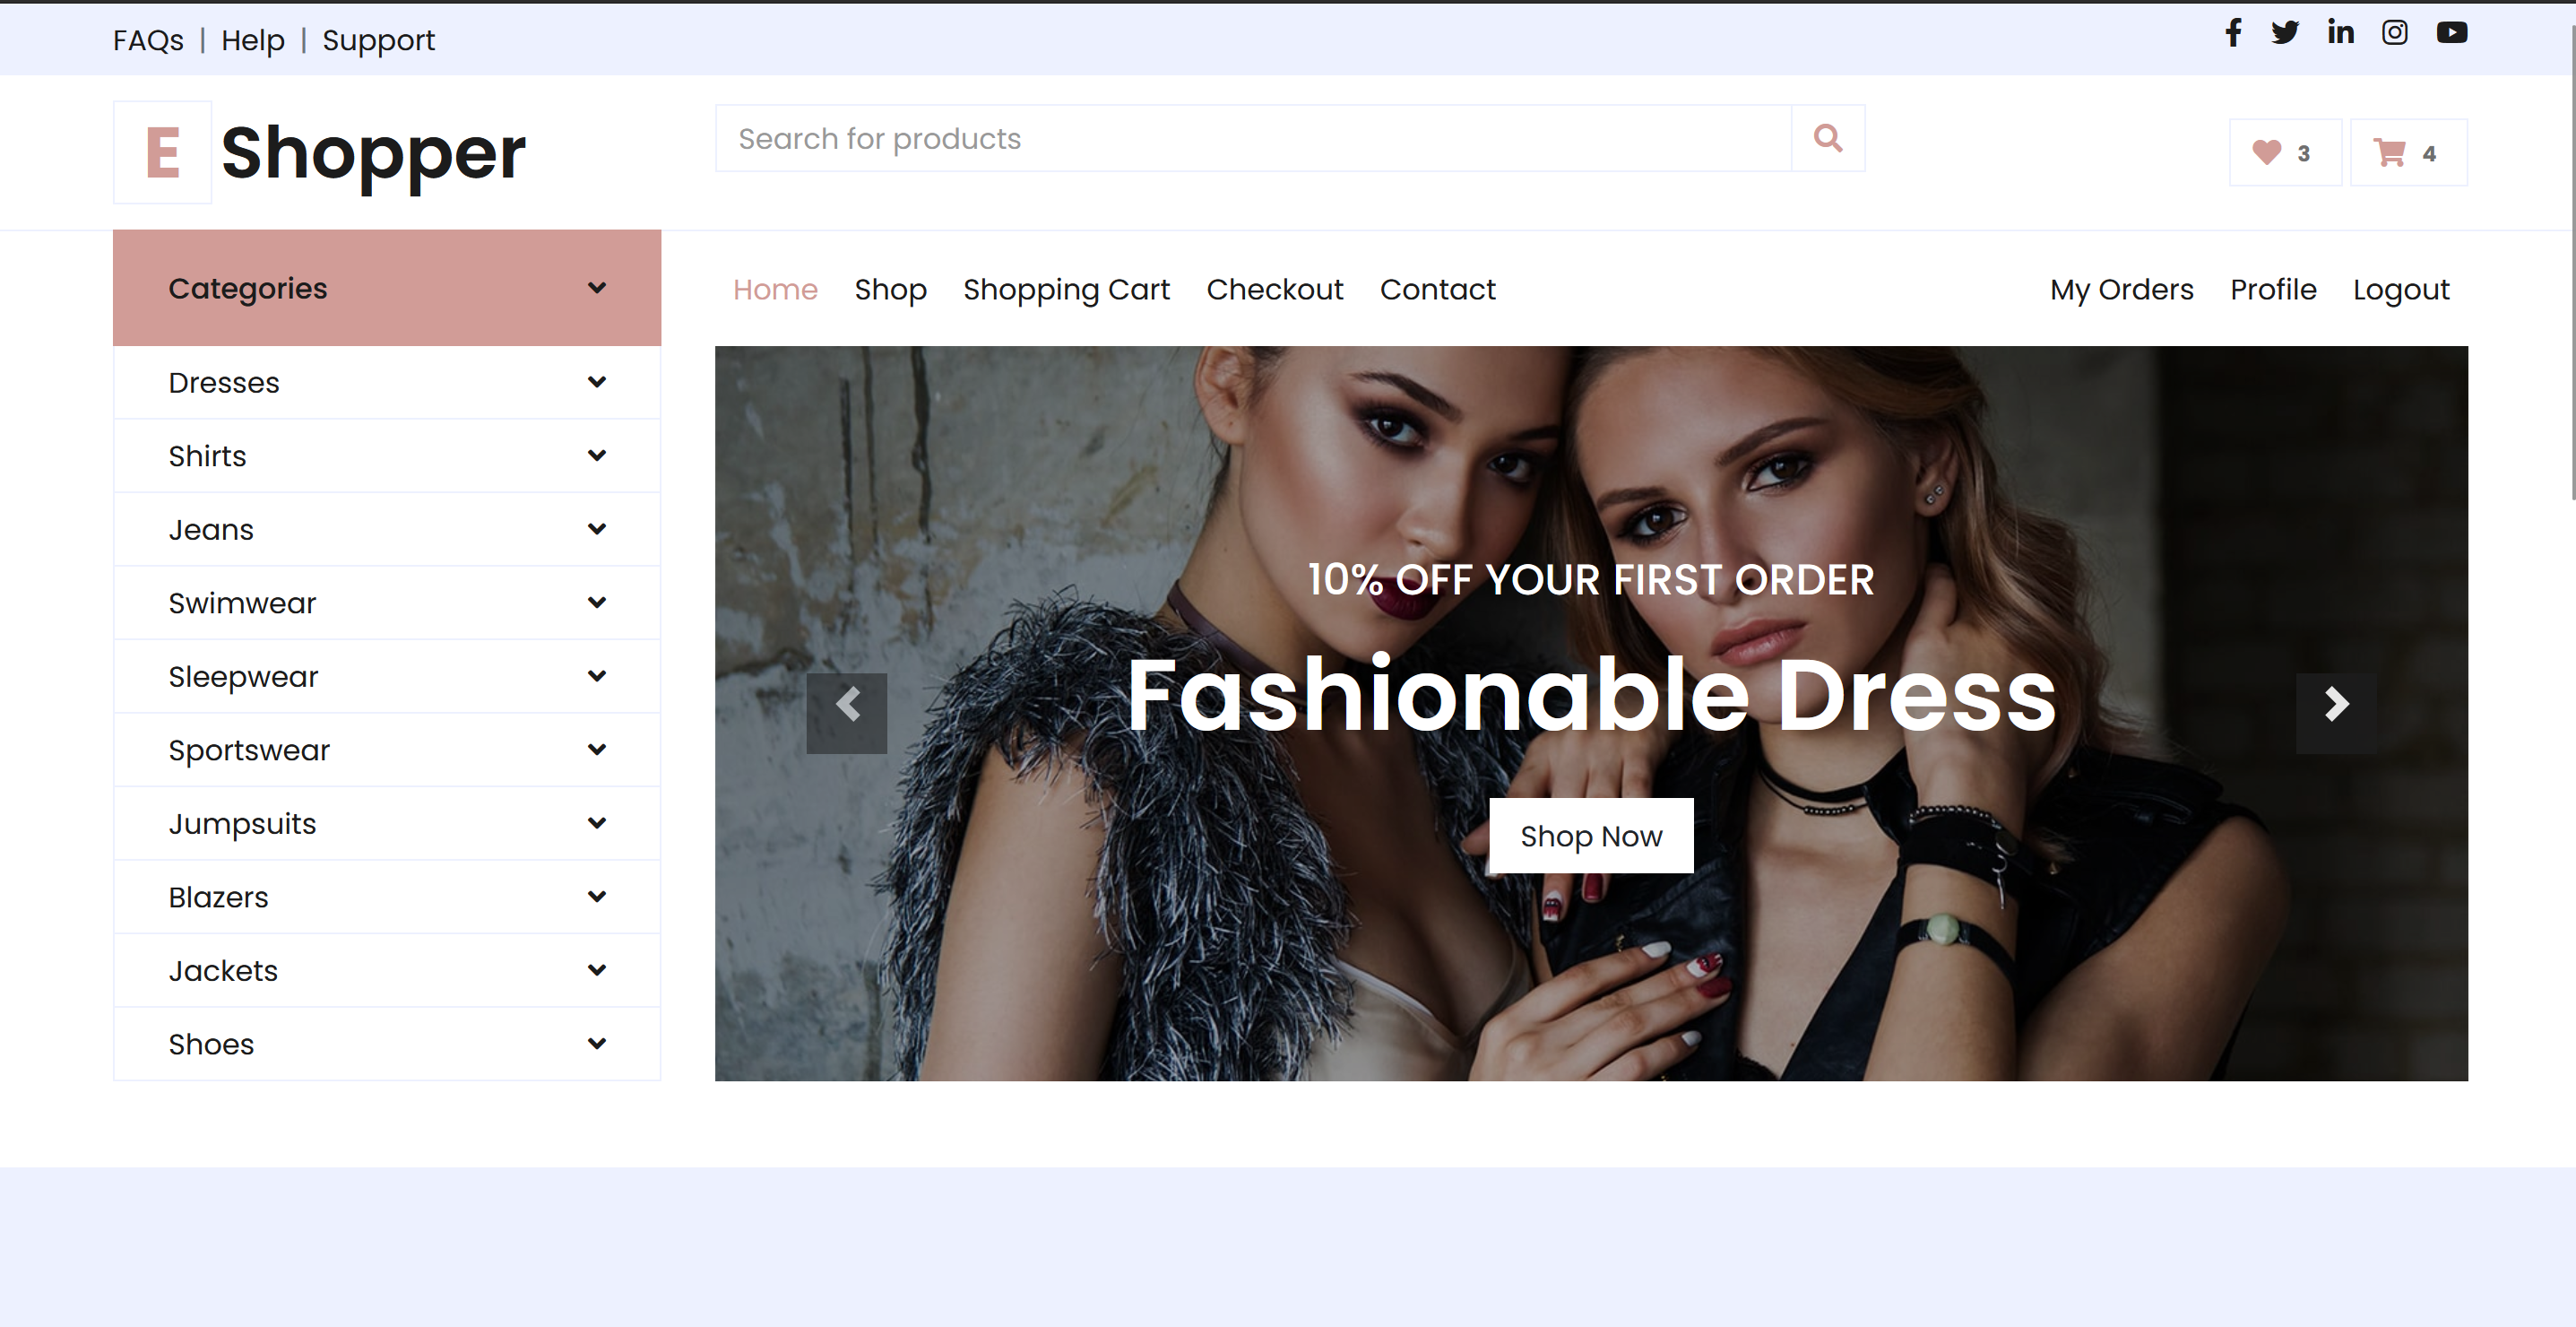 FAQs | Help | Support
E Shopper
Search for products
3
4
Categories
Home Shop Shopping Cart Checkout Contact
My Orders Profile Logout
Dresses
Shirts
Jeans
Swimwear
Sleepwear
Sportswear
Jumpsuits
Blazers
Jackets
Shoes
10% OFF YOUR FIRST ORDER
Fashionable Dress
Shop Now